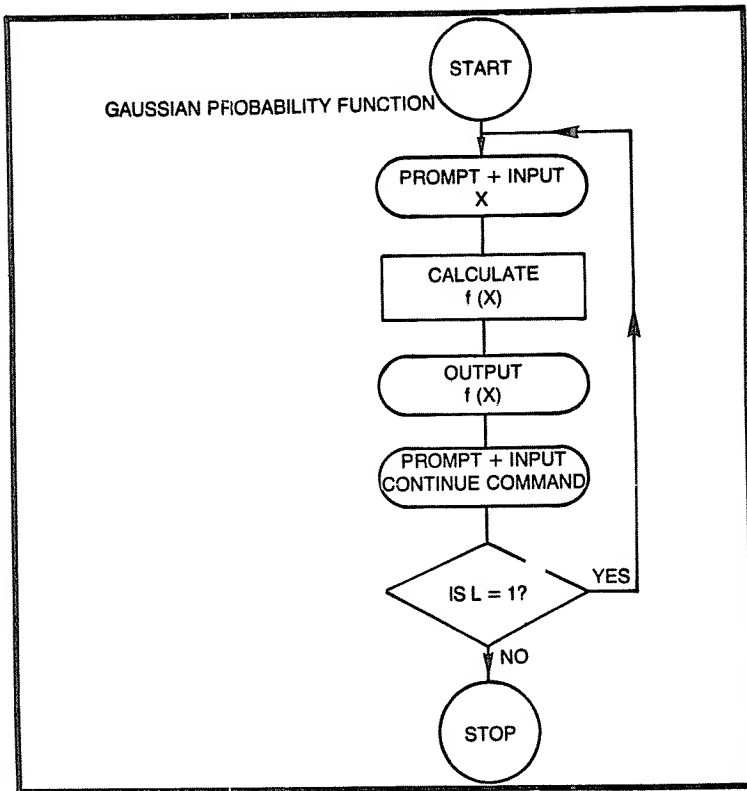 START
GAUSSIAN PROBABILITY FUNCTION
PROMPT + INPUT
X
CALCULATE
f (X)
OUTPUT
f (X)
PROMPT + INPUT
CONTINUE COMMAND
IS L = 1?
YES
NO
STOP